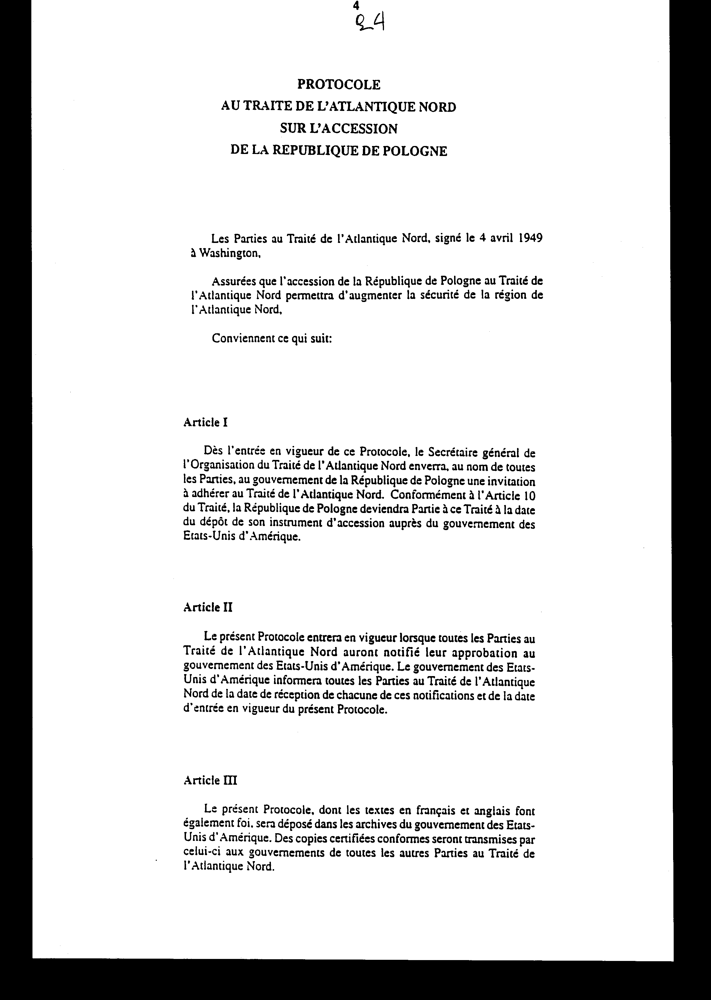 4
24
PROTOCOLE
AU TRAITE DE L'ATLANTIQUE NORD
SUR L'ACCESSION
DE LA REPUBLIQUE DE POLOGNE
Les Parties au Traité de l'Atlantique Nord, signé le 4 avril 1949
à Washington,
Assurées que l'accession de la République de Pologne au Traité de
l'Atlantique Nord permettra d'augmenter la sécurité de la région de
l'Atlantique Nord,
Conviennent ce qui suit:
Article I
Dès l'entrée en vigueur de ce Protocole, le Secrétaire général de
l'Organisation du Traité de l'Atlantique Nord enverra, au nom de toutes
les Parties, au gouvernement de la République de Pologne une invitation
à adhérer au Traité de l'Atlantique Nord. Conformément à l'Article 10
du Traité, la République de Pologne deviendra Partie à ce Traité à la date
du dépôt de son instrument d'accession auprès du gouvernement des
Etats-Unis d'Amérique.
Article II
Le présent Protocole entrera en vigueur lorsque toutes les Parties au
Traité de l'Atlantique Nord auront notifié leur approbation au
gouvernement des Etats-Unis d'Amérique. Le gouvernement des Etats-
Unis d'Amérique informera toutes les Parties au Traité de l'Atlantique
Nord de la date de réception de chacune de ces notifications et de la date
d'entrée en vigueur du présent Protocole.
Article III
Le présent Protocole, dont les textes en français et anglais font
également foi, sera déposé dans les archives du gouvernement des Etats-
Unis d'Amérique. Des copies certifiées conformes seront transmises par
celui-ci aux gouvernements de toutes les autres Parties au Traité de
l'Atlantique Nord.